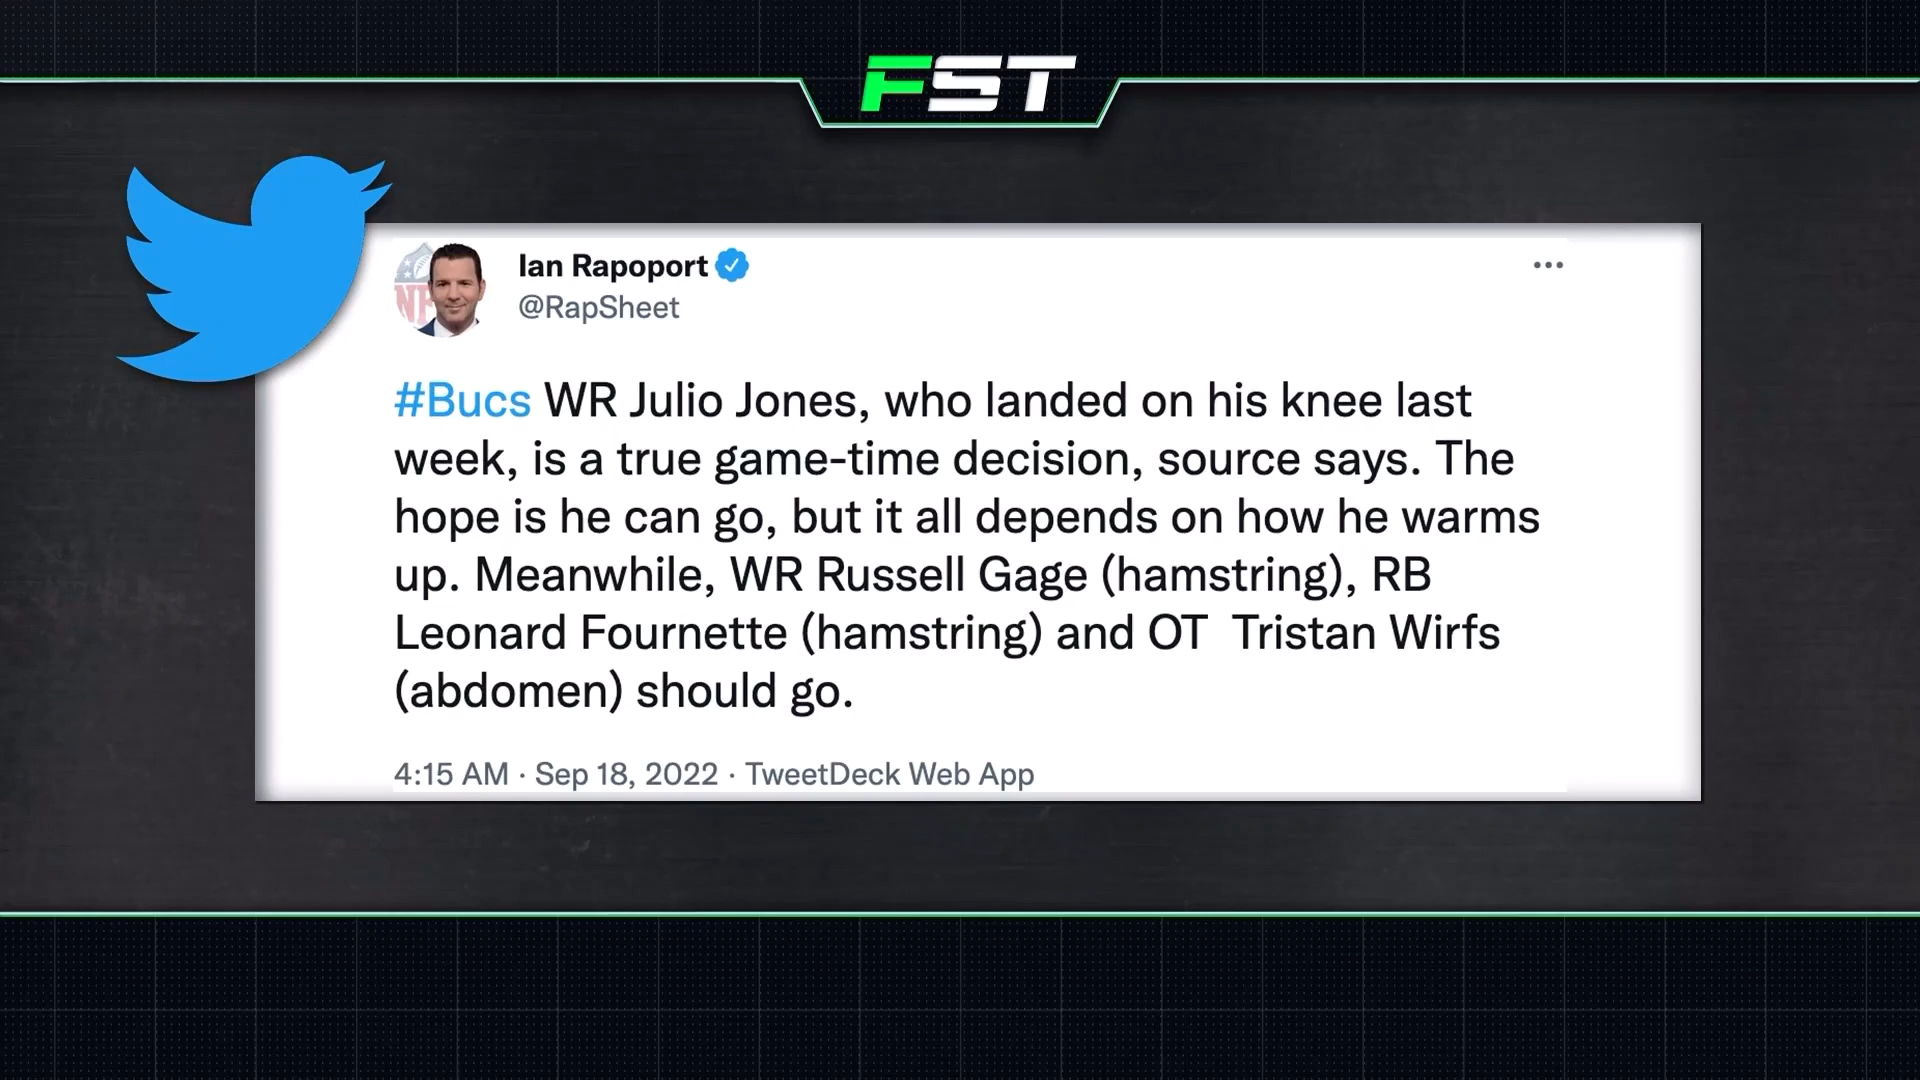 FST
Ian Rapoport
@RapSheet
#Bucs WR Julio Jones, who landed on his knee last
week, is a true game-time decision, source says. The
hope is he can go, but it all depends on how he warms
up. Meanwhile, WR Russell Gage (hamstring), RB
Leonard Fournette (hamstring) and OT  Tristan Wirfs
(abdomen) should go.
4:15 AM · Sep 18, 2022 · TweetDeck Web App